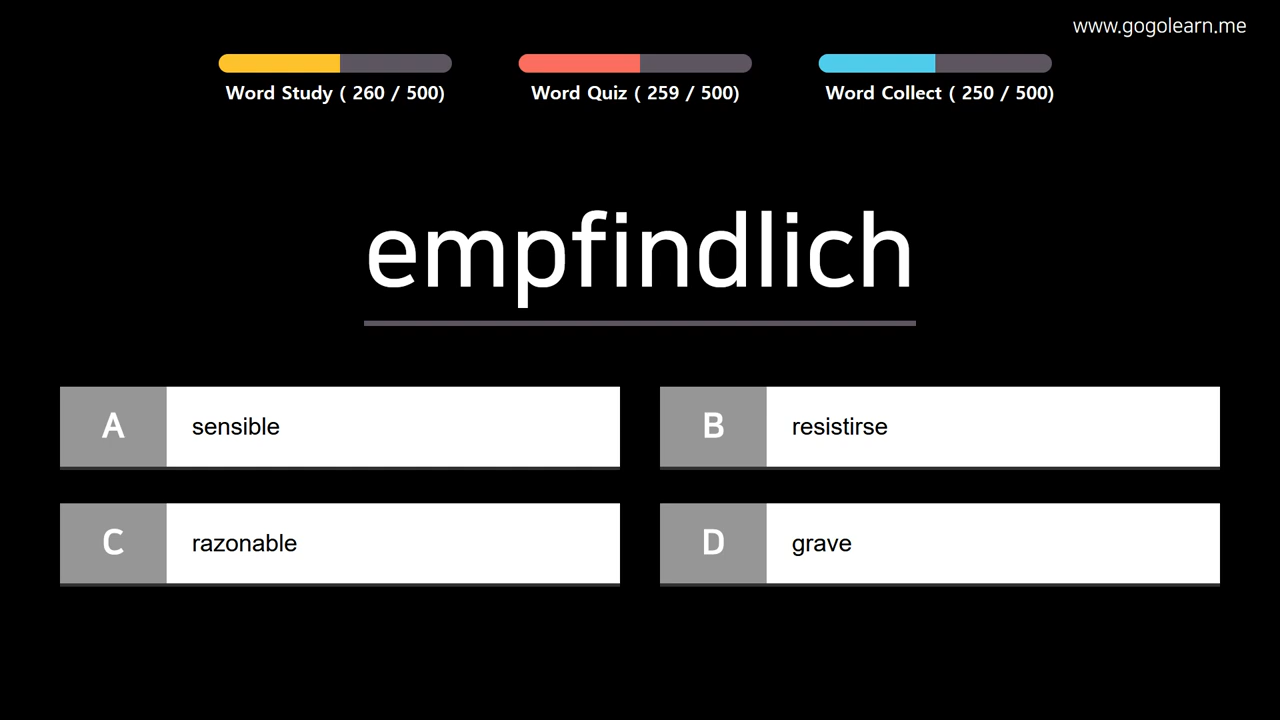 www.gogolearn.me
Word Study ( 260 / 500)
Word Quiz ( 259 / 500)
Word Collect ( 250 / 500)
empfindlich
A sensible
B resistirse
C razonable
D grave